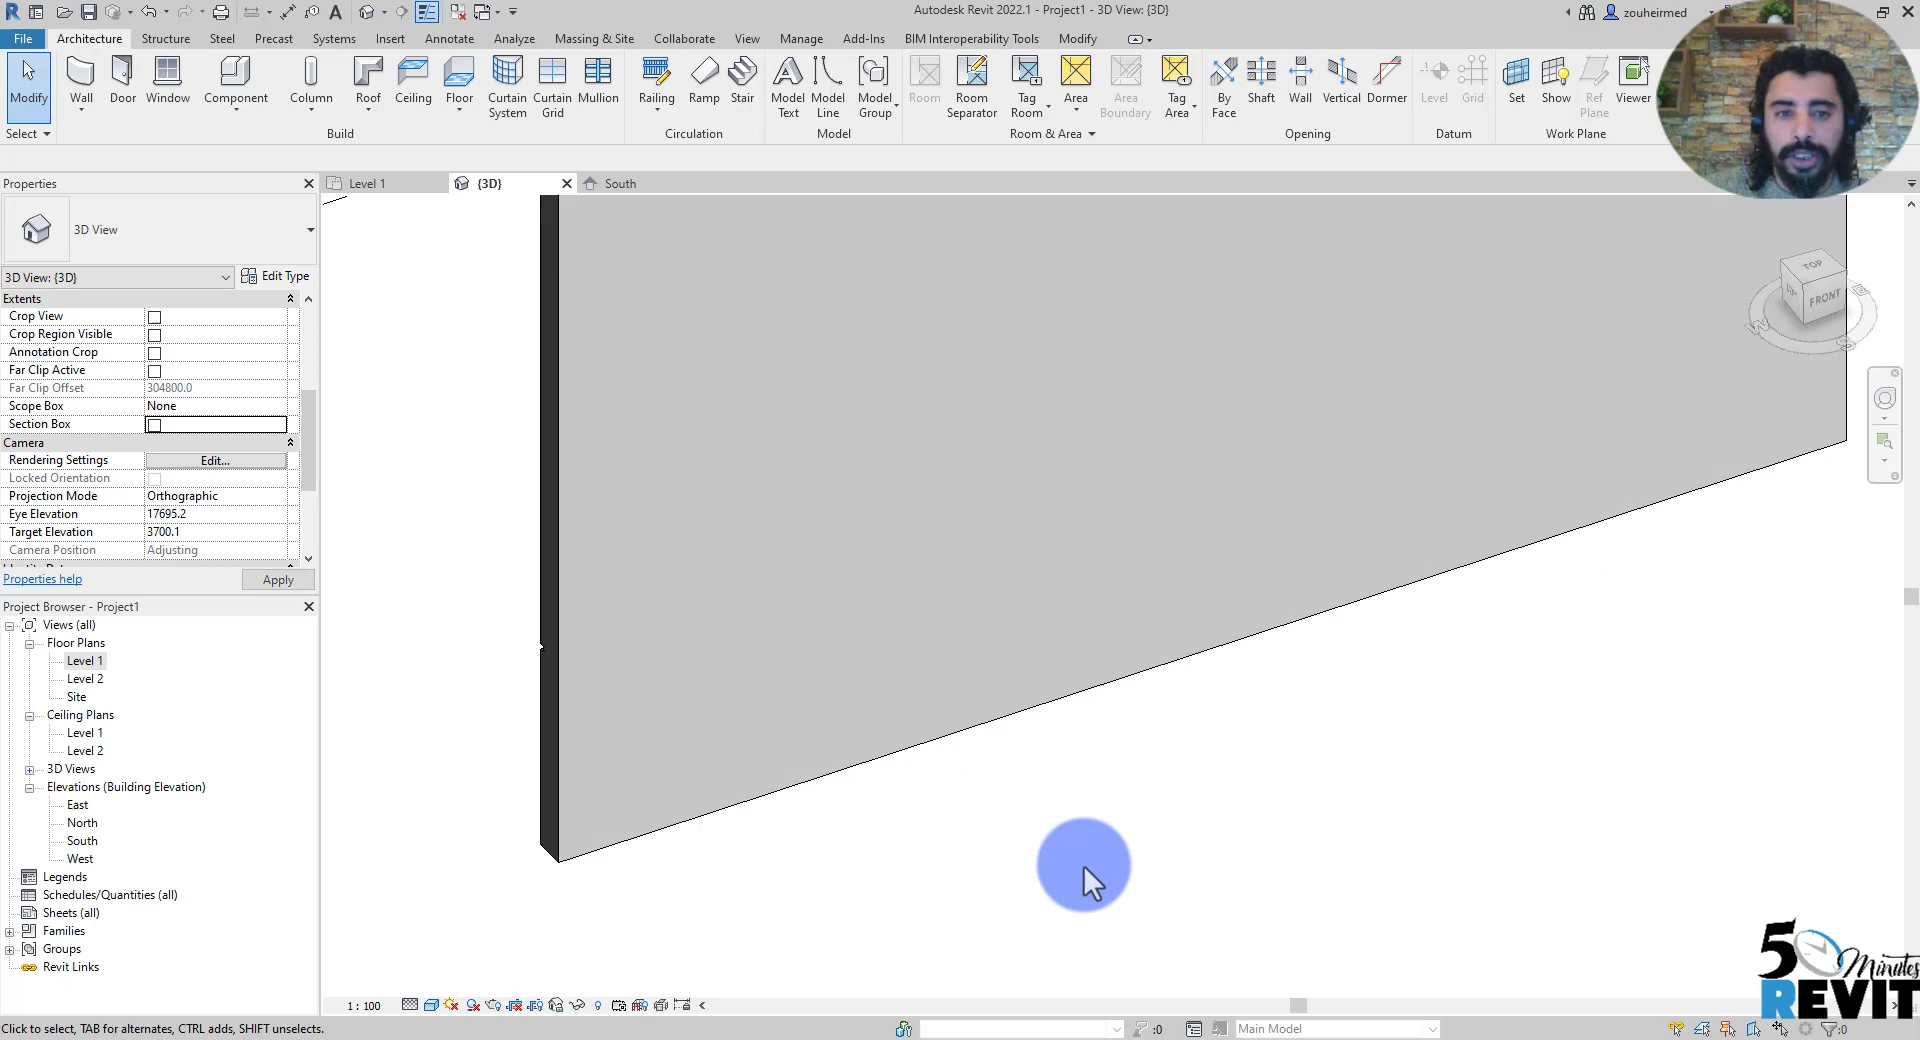 Autodesk Revit 2022.1 - Project1 - 3D View: {3D}
zouheirmed
File Architecture Structure Steel Precast Systems Insert Annotate Analyze Massing & Site Collaborate View Manage Add-Ins BIM Interoperability Tools Modify
Modify Wall Door Window Component Column Roof Ceiling Floor Curtain System Curtain Grid Mullion Railing Ramp Stair Model Text Model Line Model Group Room Room Separator Tag Room Area Area Boundary Tag Area By Face Shaft Wall Vertical Dormer Level Grid Set Show Ref Plane Viewer
Select Build Circulation Model Room & Area Opening Datum Work Plane
Properties
Level 1
{3D}
South
3D View
3D View: {3D}
Edit Type
Extents
Crop View
Crop Region Visible
Annotation Crop
Far Clip Active
Far Clip Offset 304800.0
Scope Box None
Section Box
Camera
Rendering Settings Edit...
Locked Orientation
Projection Mode Orthographic
Eye Elevation 17695.2
Target Elevation 3700.1
Camera Position Adjusting
Properties help
Apply
Project Browser - Project1
Views (all)
Floor Plans
Level 1
Level 2
Site
Ceiling Plans
Level 1
Level 2
3D Views
Elevations (Building Elevation)
East
North
South
West
Legends
Schedules/Quantities (all)
Sheets (all)
Families
Groups
Revit Links
TOP
FRONT
W
S
1 : 100
Click to select, TAB for alternates, CTRL adds, SHIFT unselects.
:0
Main Model
:0
5 Minutes
REVIT